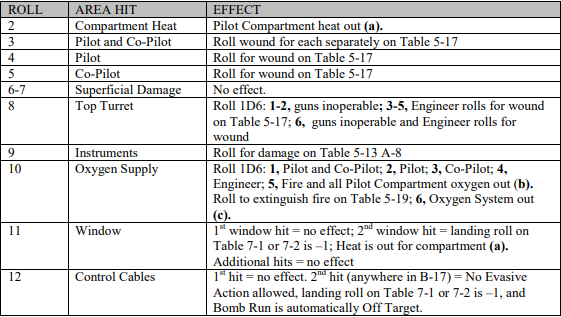 ROLL AREA HIT EFFECT
2 Compartment Heat Pilot Compartment heat out (a).
3 Pilot and Co-Pilot Roll wound for each separately on Table 5-17
4 Pilot Roll for wound on Table 5-17
5 Co-Pilot Roll for wound on Table 5-17
6-7 Superficial Damage No effect.
8 Top Turret Roll 1D6: 1-2, guns inoperable; 3-5, Engineer rolls for wound
on Table 5-17; 6, guns inoperable and Engineer rolls for
wound
9 Instruments Roll for damage on Table 5-13 A-8
10 Oxygen Supply Roll 1D6: 1, Pilot and Co-Pilot; 2, Pilot; 3, Co-Pilot; 4,
Engineer; 5, Fire and all Pilot Compartment oxygen out (b).
Roll to extinguish fire on Table 5-19; 6, Oxygen System out
(c).
11 Window 1st window hit = no effect; 2nd window hit = landing roll on
Table 7-1 or 7-2 is –1; Heat is out for compartment (a).
Additional hits = no effect
12 Control Cables 1st hit = no effect. 2nd hit (anywhere in B-17) = No Evasive
Action allowed, landing roll on Table 7-1 or 7-2 is –1, and
Bomb Run is automatically Off Target.